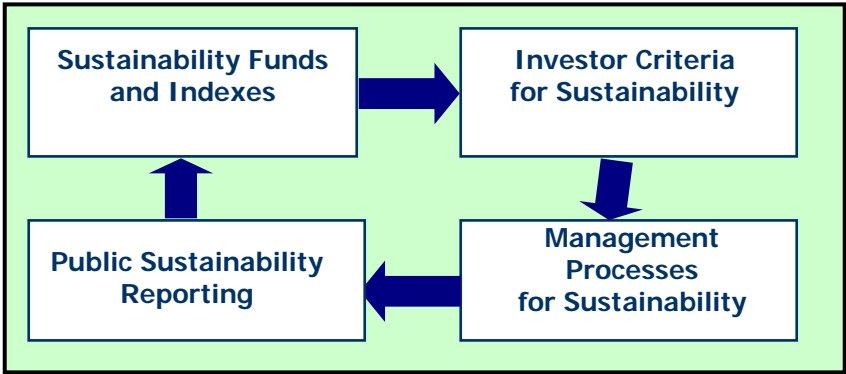 Sustainability Funds
and Indexes
Investor Criteria
for Sustainability
Public Sustainability
Reporting
Management
Processes
for Sustainability